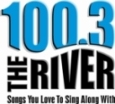 100.3
THE RIVER
Songs You Love To Sing Along With